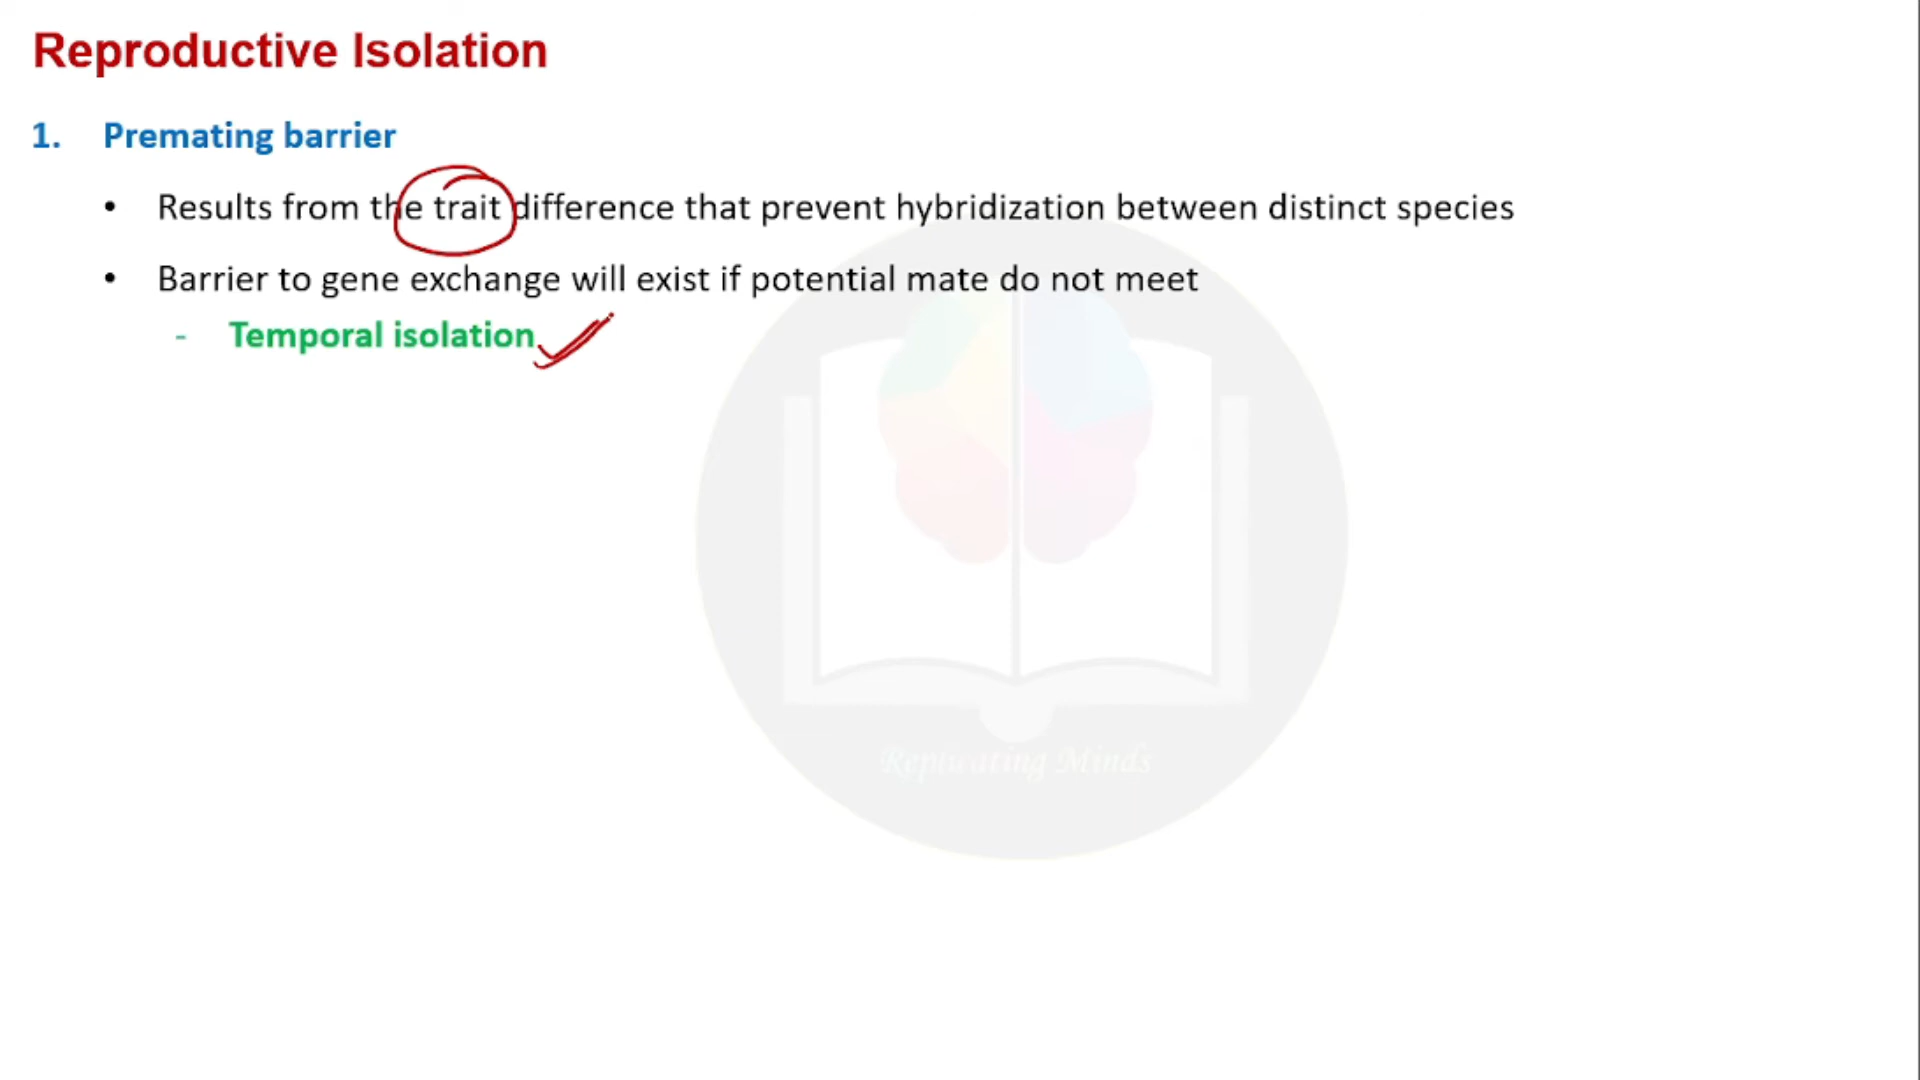 Reproductive Isolation
1. Premating barrier
• Results from the trait difference that prevent hybridization between distinct species
• Barrier to gene exchange will exist if potential mate do not meet
- Temporal isolation
Minds